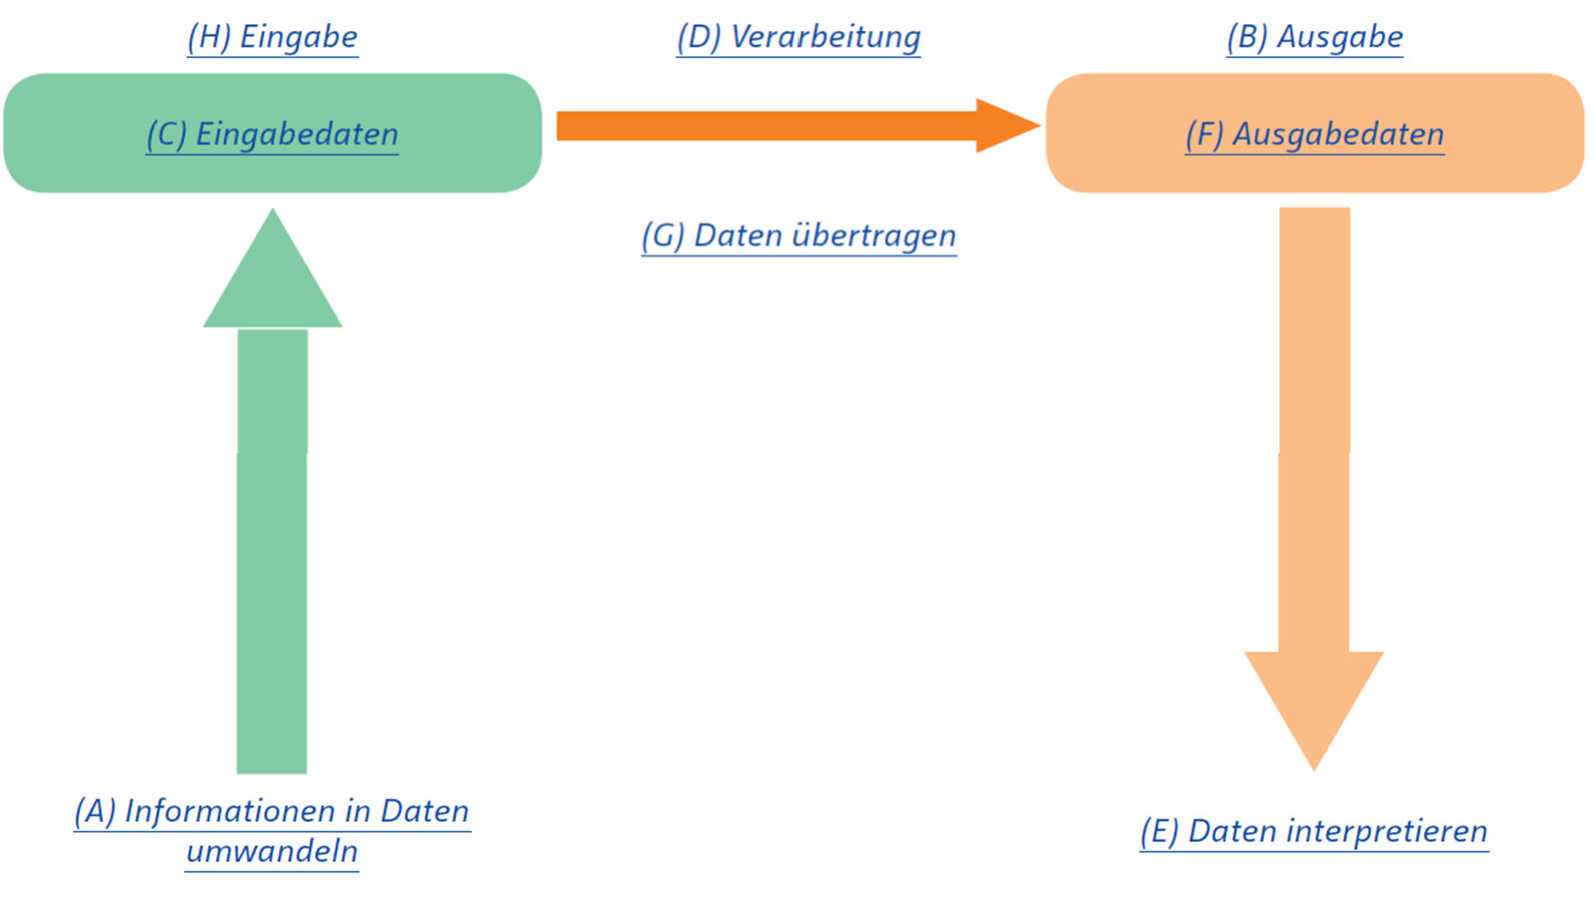 (H) Eingabe
(D) Verarbeitung
(B) Ausgabe
(C) Eingabedaten
(F) Ausgabedaten
(G) Daten übertragen
(A) Informationen in Daten
umwandeln
(E) Daten interpretieren